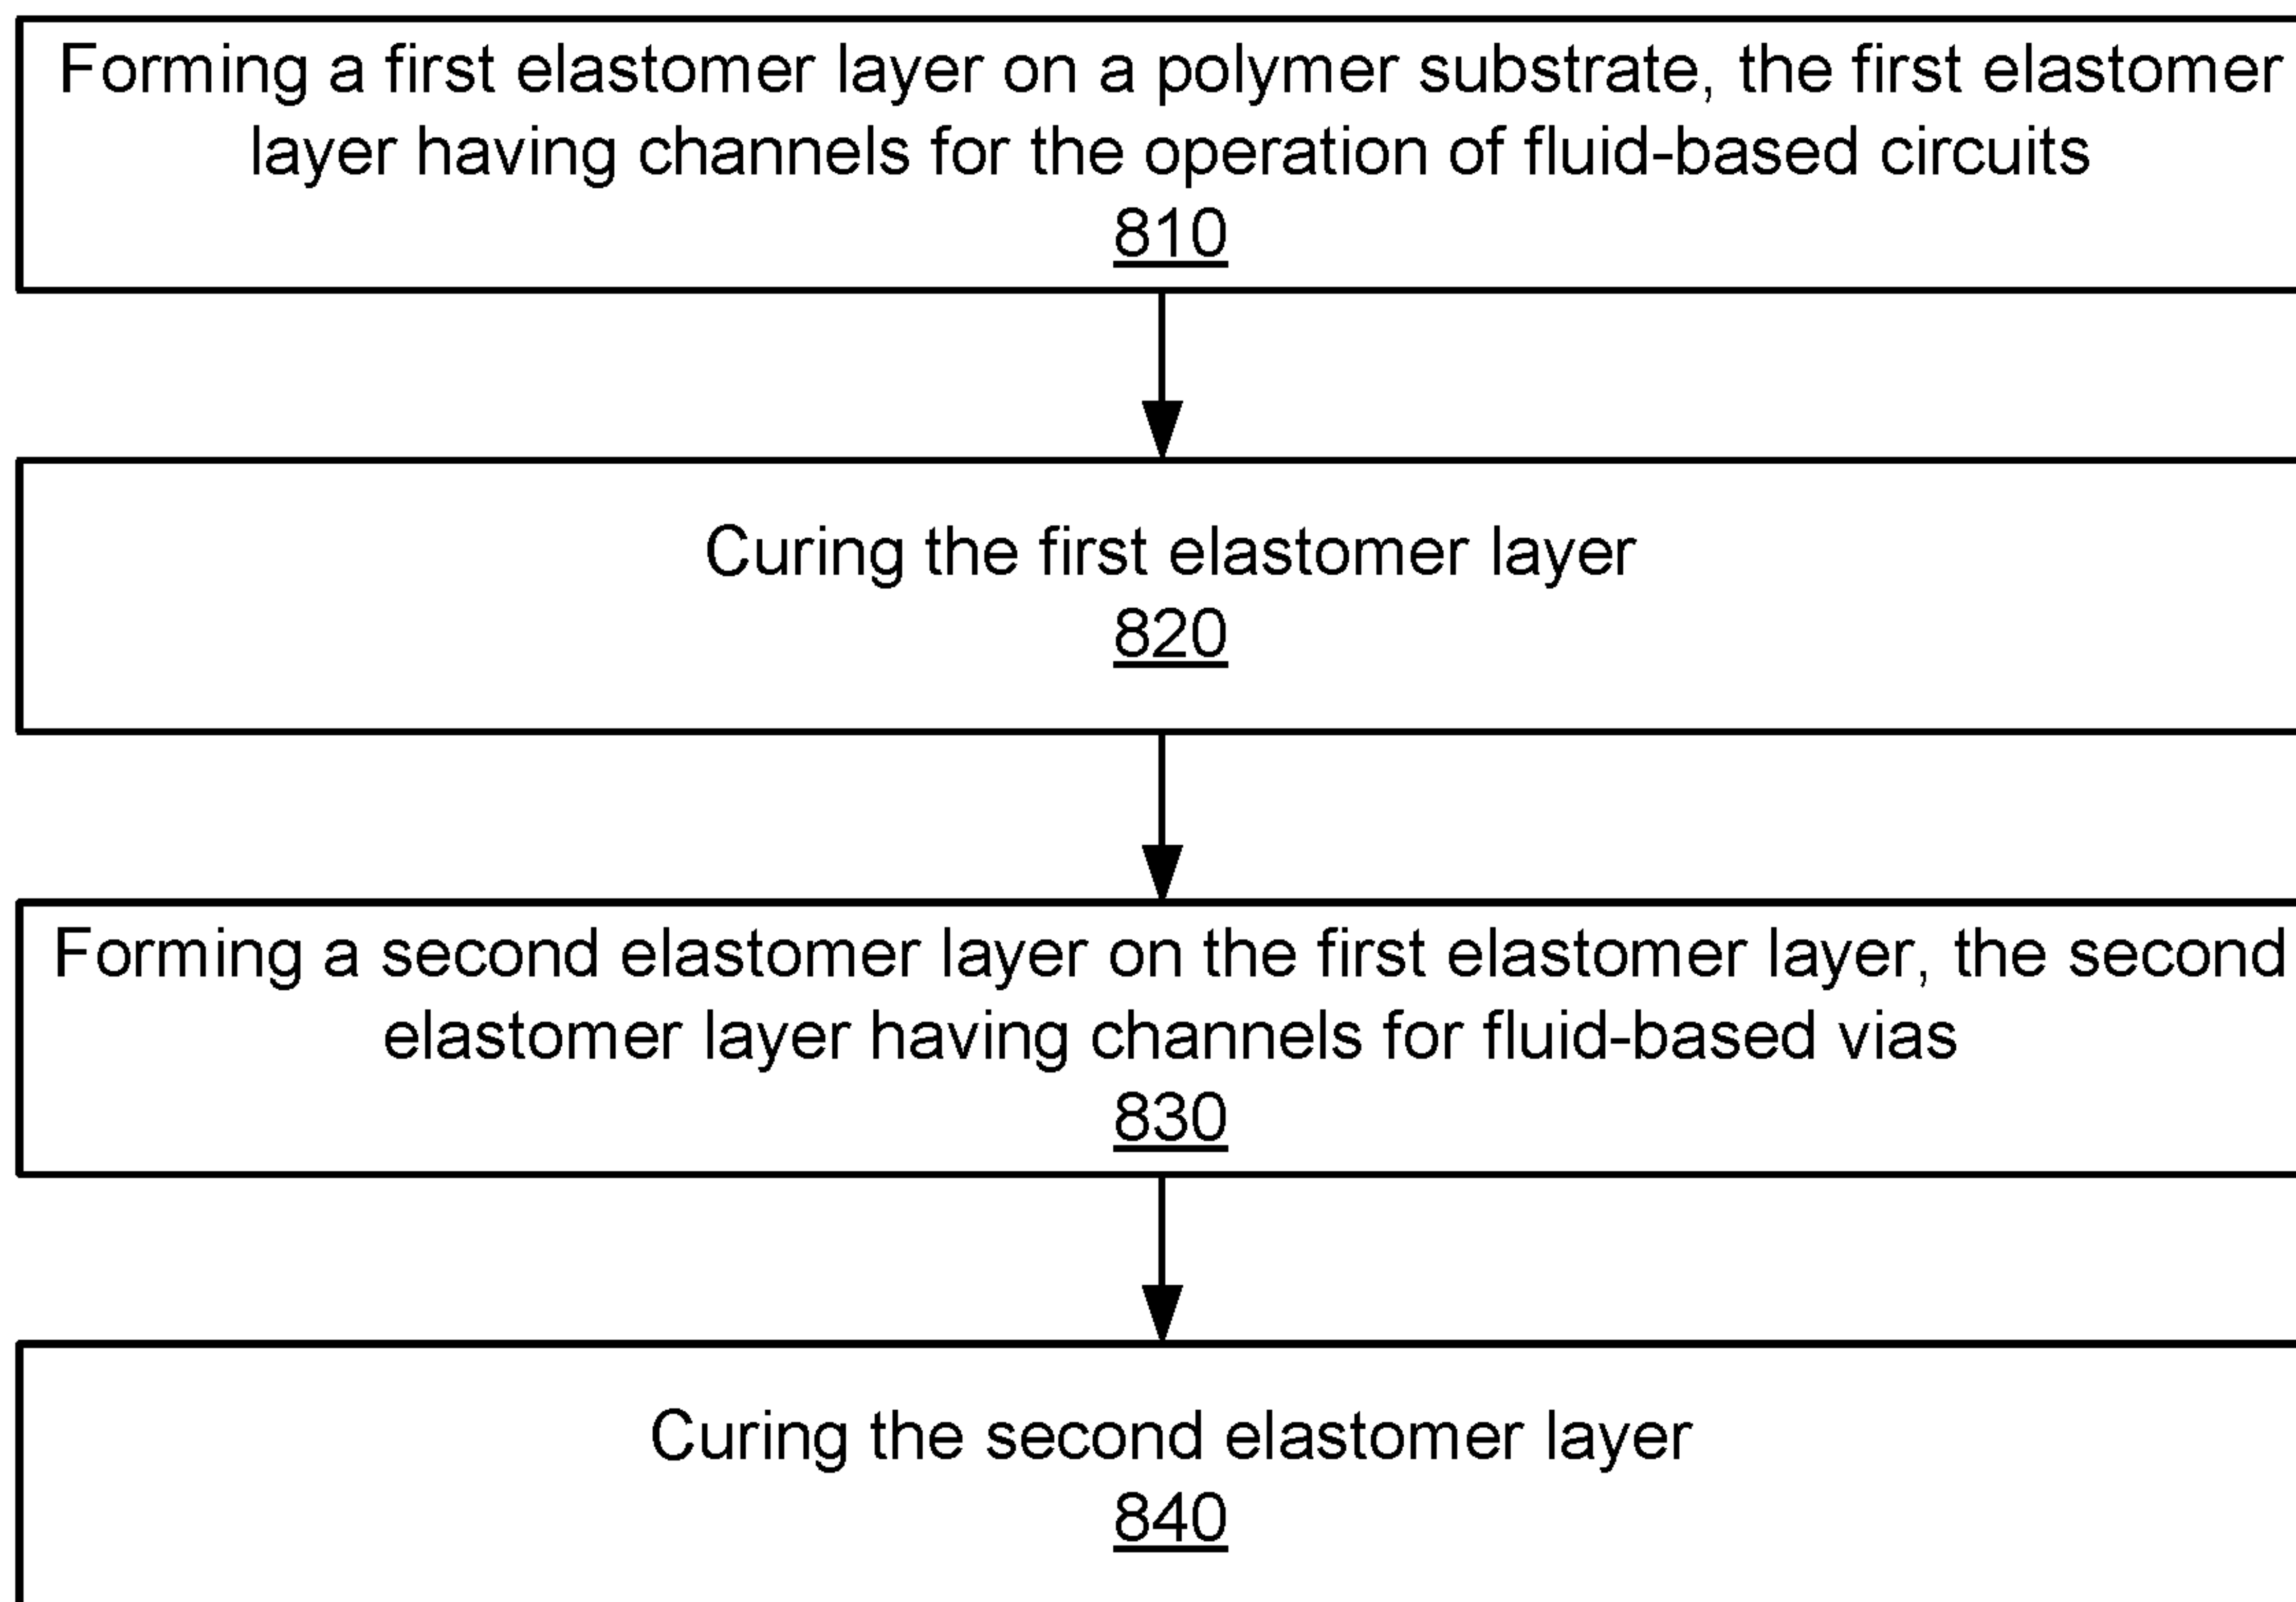 Forming a first elastomer layer on a polymer substrate, the first elastomer
layer having channels for the operation of fluid-based circuits
810
Curing the first elastomer layer
820
Forming a second elastomer layer on the first elastomer layer, the second
elastomer layer having channels for fluid-based vias
830
Curing the second elastomer layer
840